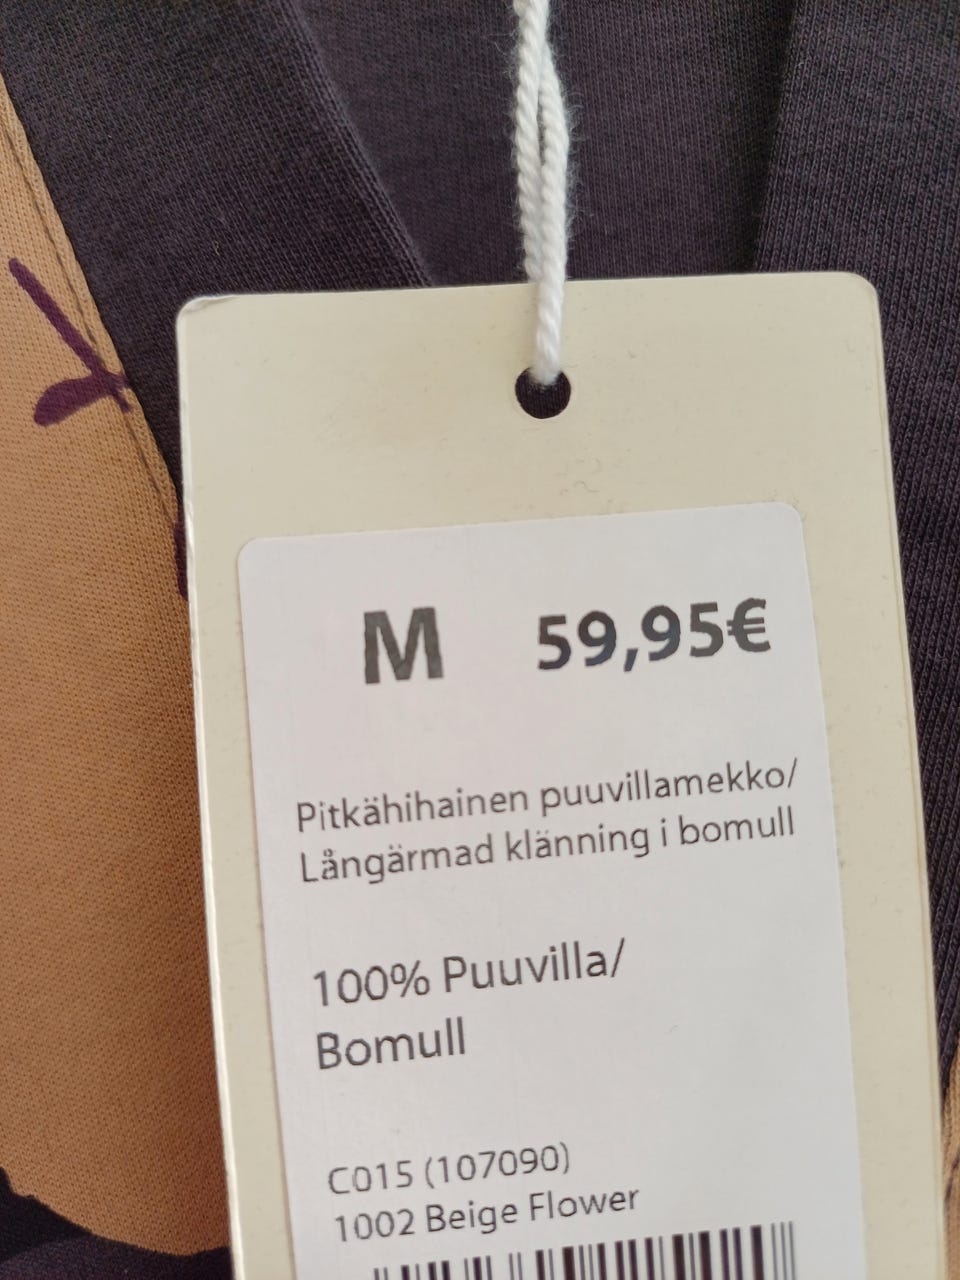 M 59,95€
Pitkähihainen puuvillamekko/
Långärmad klänning i bomull
100% Puuvilla/
Bomull
C015 (107090)
1002 Beige Flower